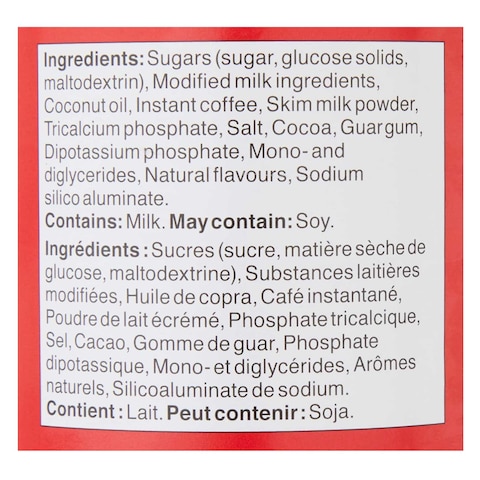 Ingredients: Sugars (sugar, glucose solids,
maltodextrin), Modified milk ingredients,
Coconut oil, Instant coffee, Skim milk powder,
Tricalcium phosphate, Salt, Cocoa, Guar gum,
Dipotassium phosphate, Mono- and
diglycerides, Natural flavours, Sodium
silico aluminate.
Contains: Milk. May contain: Soy.
Ingrédients : Sucres (sucre, matière sèche de
glucose, maltodextrine), Substances laitières
modifiées, Huile de copra, Café instantané,
Poudre de lait écrémé, Phosphate tricalcique,
Sel, Cacao, Gomme de guar, Phosphate
dipotassique, Mono- et diglycérides, Arômes
naturels, Silicoaluminate de sodium.
Contient : Lait. Peut contenir : Soja.